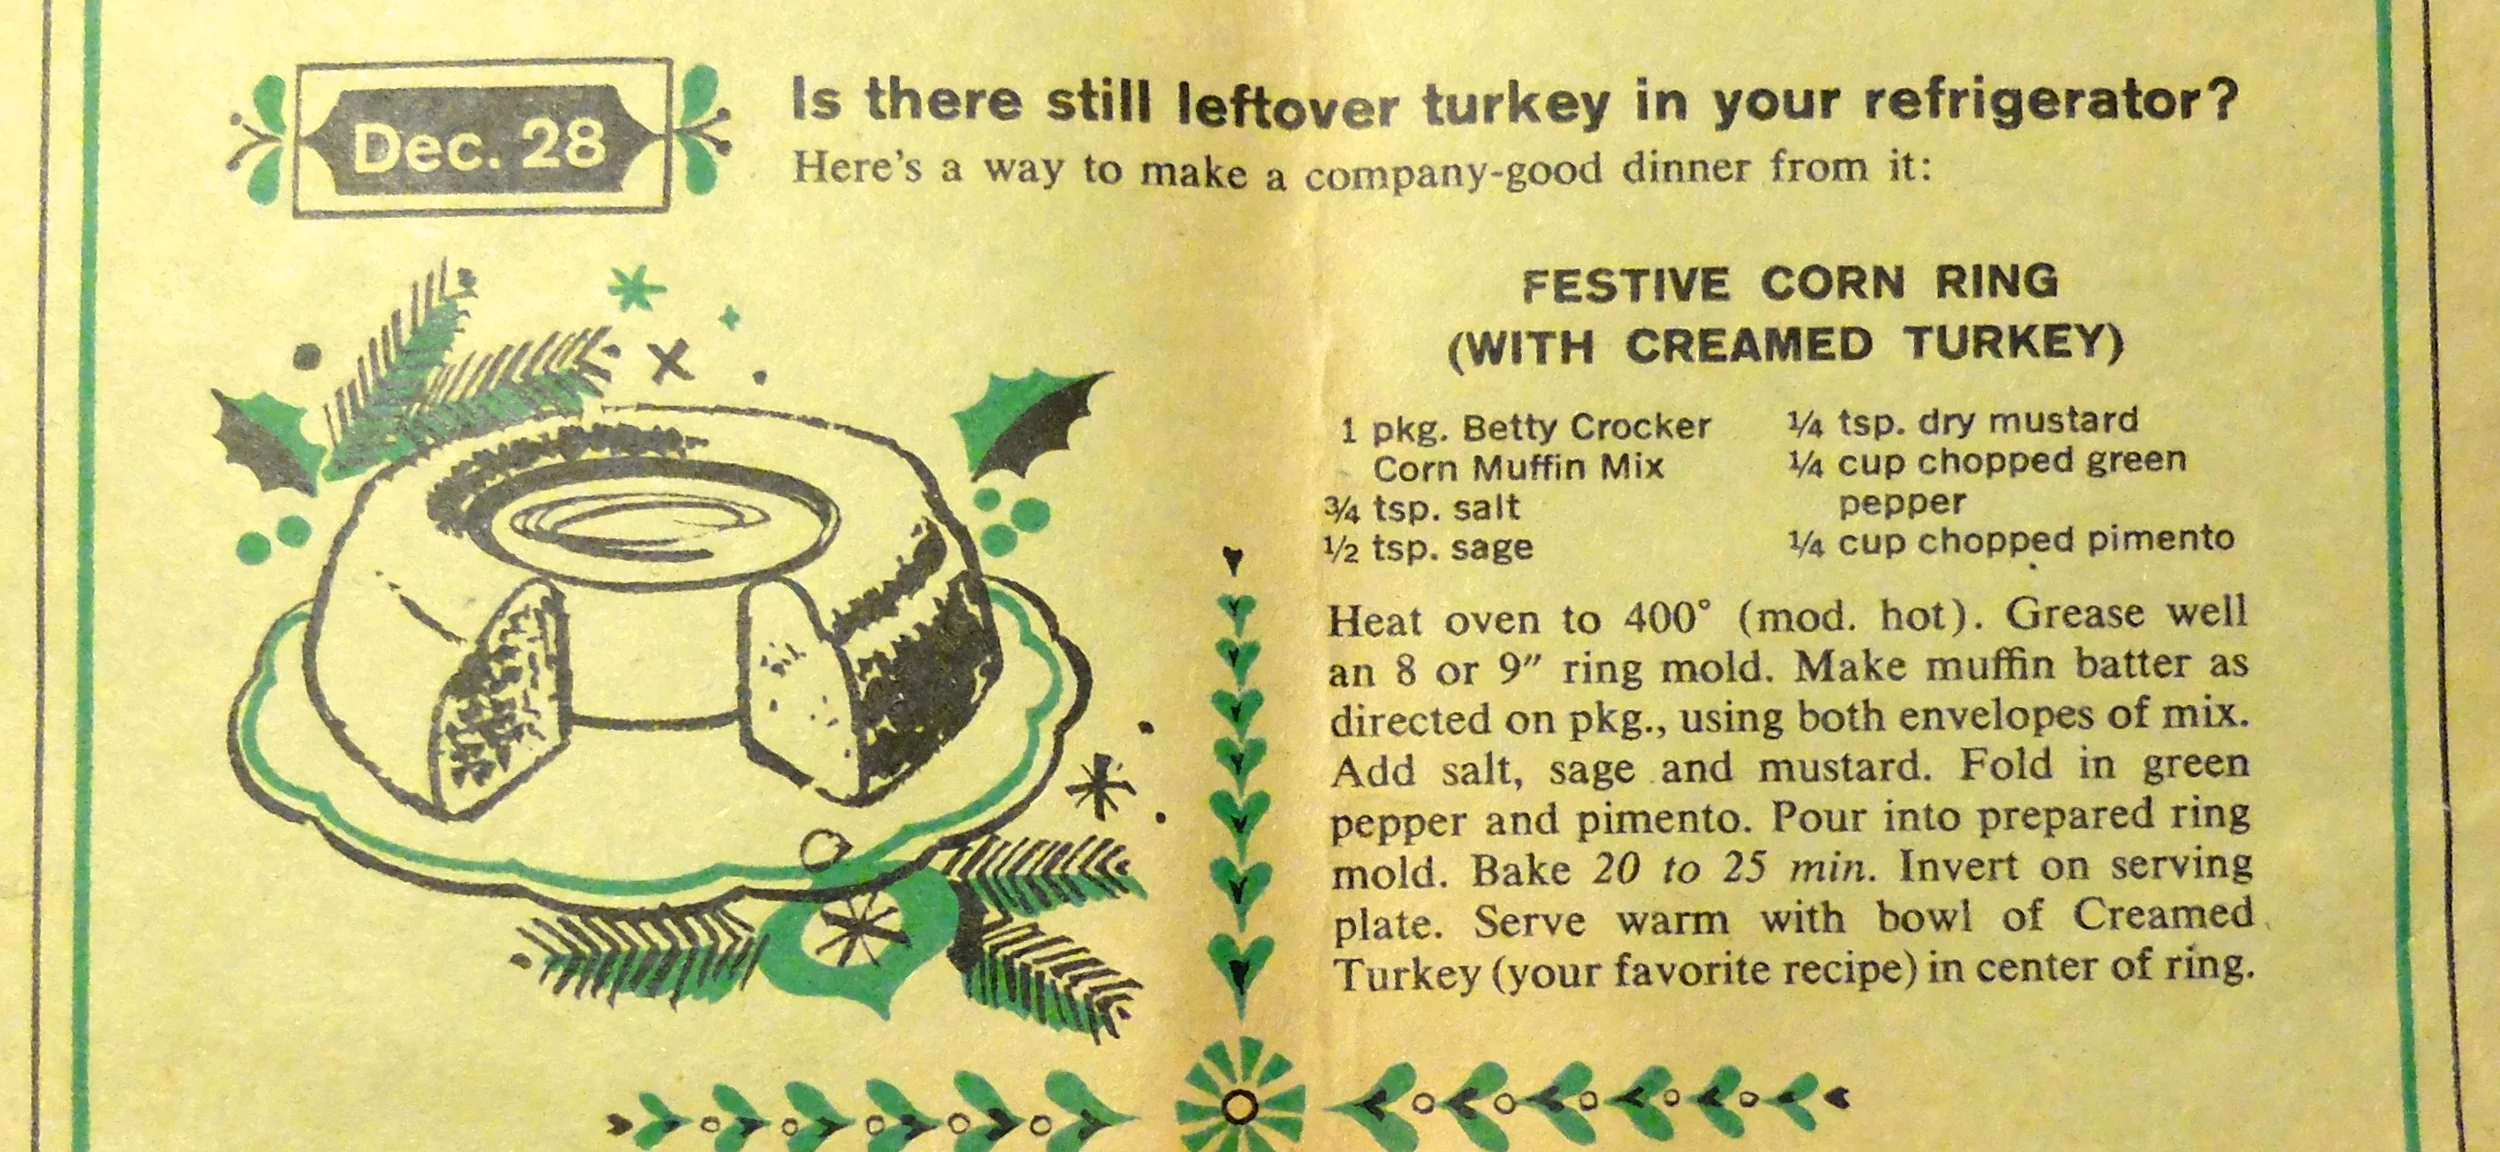 Dec. 28
Is there still leftover turkey in your refrigerator?
Here's a way to make a company-good dinner from it:
FESTIVE CORN RING
(WITH CREAMED TURKEY)
1 pkg. Betty Crocker
Corn Muffin Mix
¾ tsp. salt
½ tsp. sage
¼ tsp. dry mustard
¼ cup chopped green
pepper
¼ cup chopped pimento
Heat oven to 400° (mod. hot). Grease well
an 8 or 9″ ring mold. Make muffin batter as
directed on pkg., using both envelopes of mix.
Add salt, sage and mustard. Fold in green
pepper and pimento. Pour into prepared ring
mold. Bake 20 to 25 min. Invert on serving
plate. Serve warm with bowl of Creamed
Turkey (your favorite recipe) in center of ring.